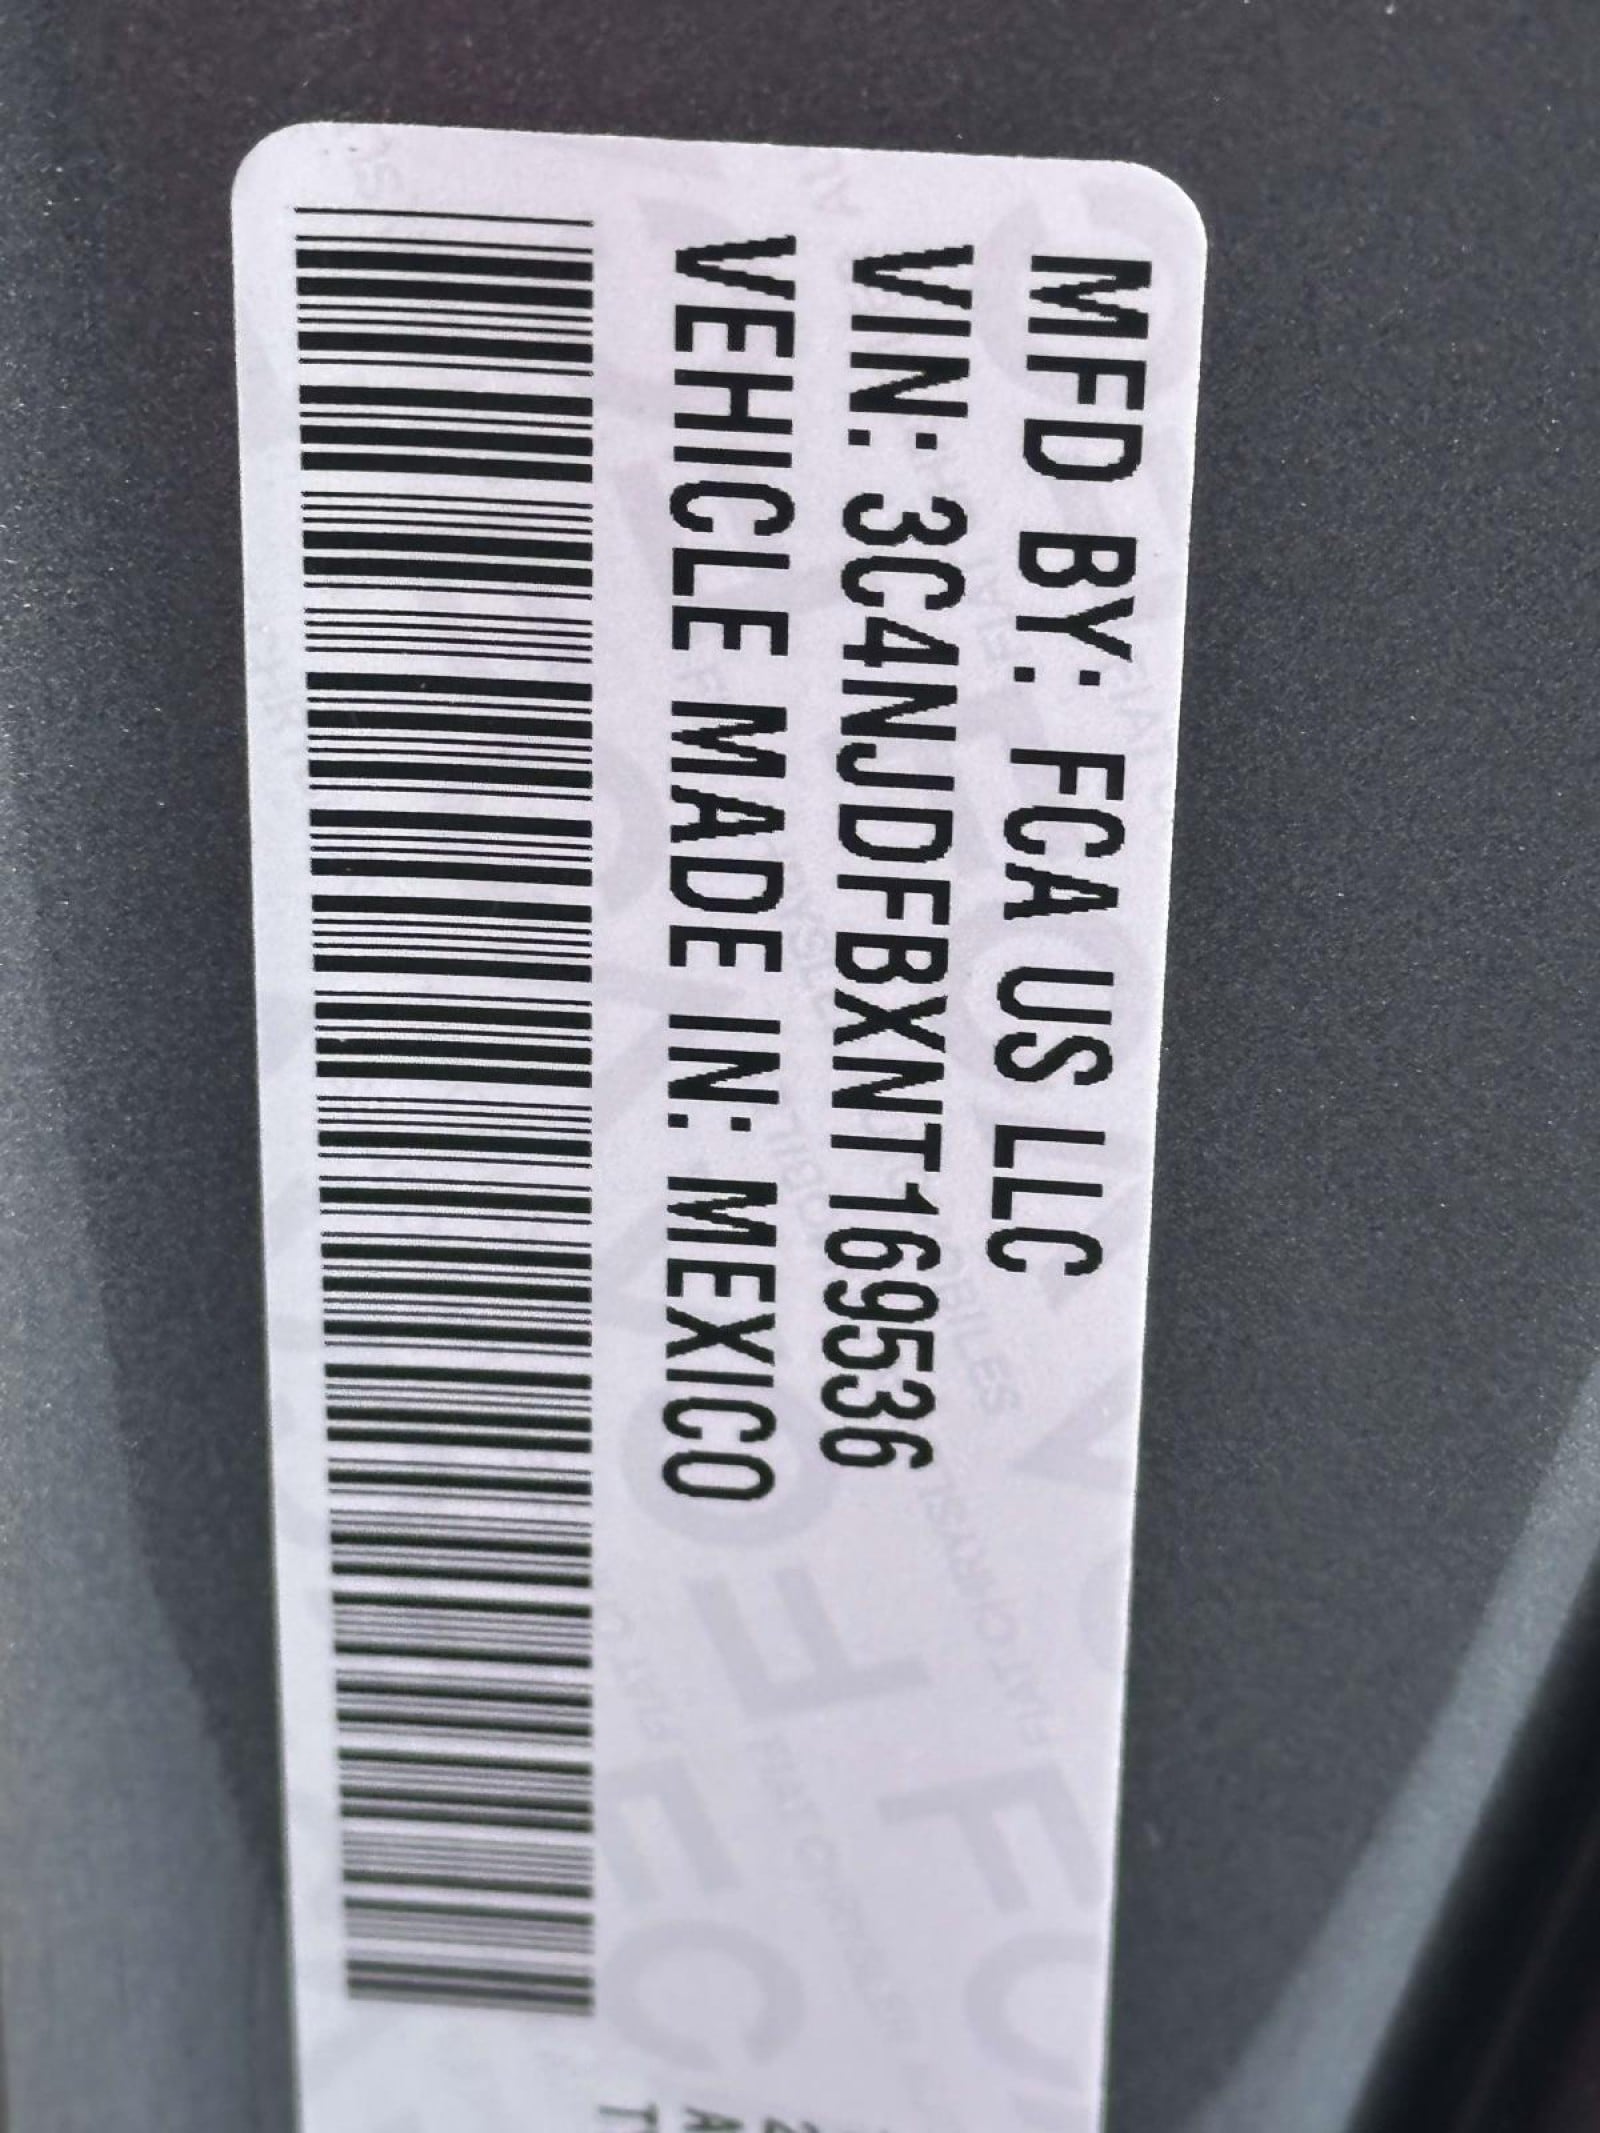 MFD BY: FCA US LLC
VIN: 3C4NJDFBXNT169536
VEHICLE MADE IN: MEXICO